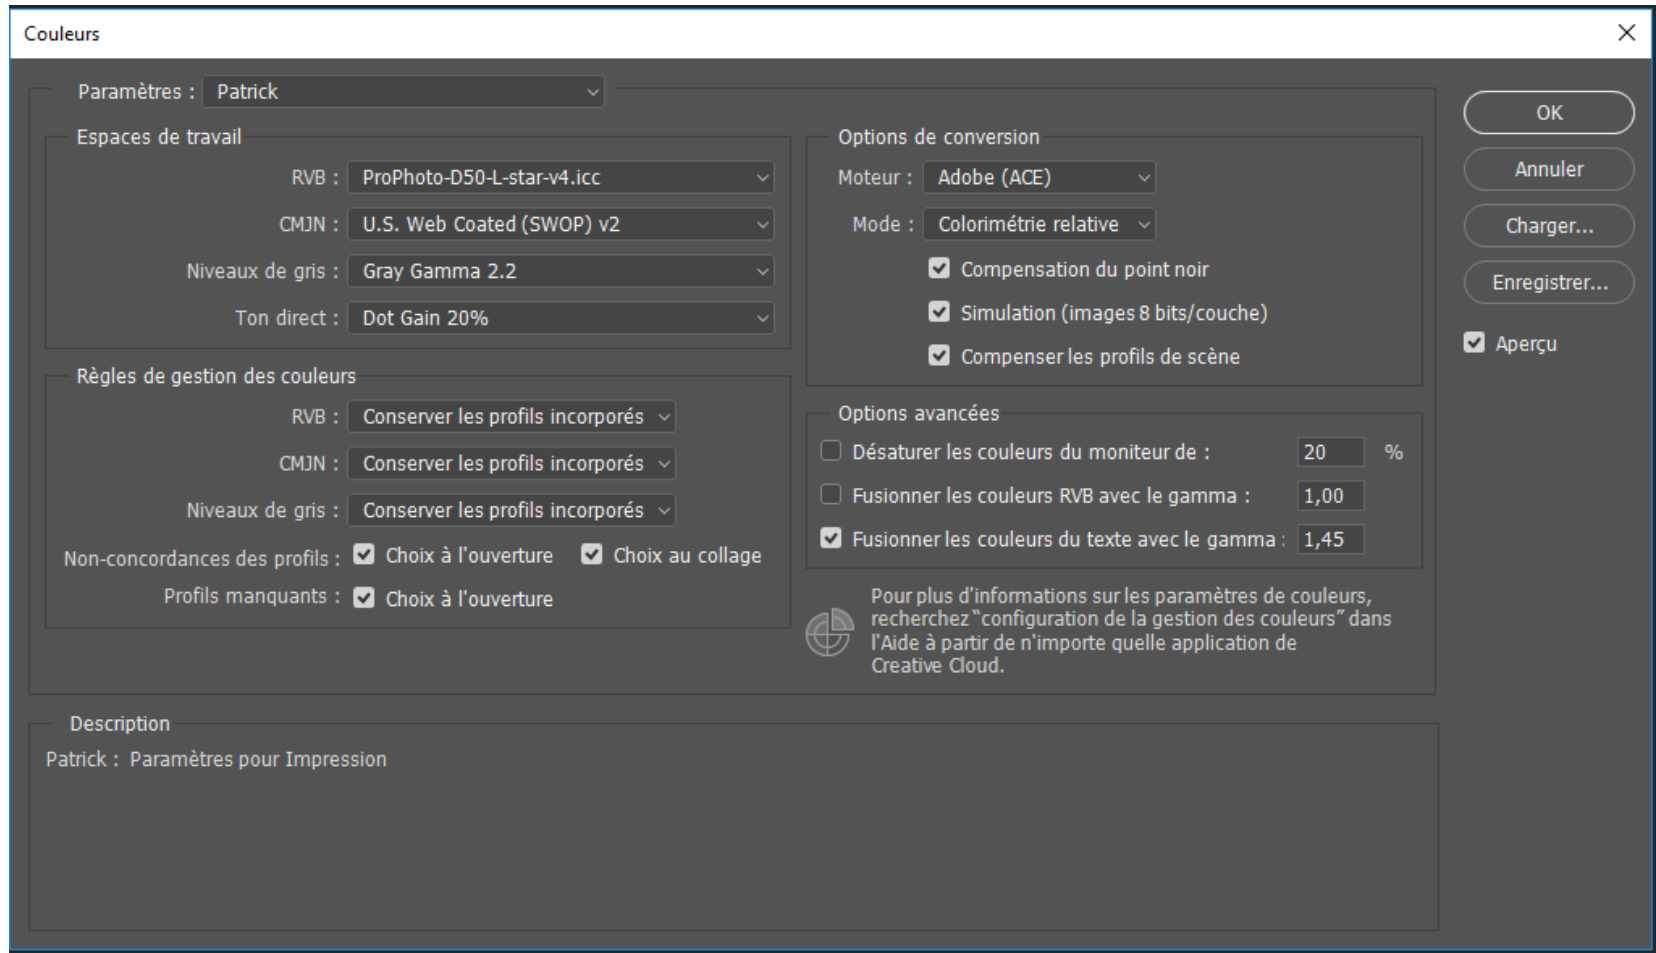 Couleurs
Paramètres : Patrick
Espaces de travail
RVB : ProPhoto-D50-L-star-v4.icc
CMJN : U.S. Web Coated (SWOP) v2
Niveaux de gris : Gray Gamma 2.2
Ton direct : Dot Gain 20%
Règles de gestion des couleurs
RVB : Conserver les profils incorporés
CMJN : Conserver les profils incorporés
Niveaux de gris : Conserver les profils incorporés
Non-concordances des profils : Choix à l'ouverture Choix au collage
Profils manquants : Choix à l'ouverture
Options de conversion
Moteur : Adobe (ACE)
Mode : Colorimétrie relative
Compensation du point noir
Simulation (images 8 bits/couche)
Compenser les profils de scène
Options avancées
Désaturer les couleurs du moniteur de : 20 %
Fusionner les couleurs RVB avec le gamma : 1,00
Fusionner les couleurs du texte avec le gamma : 1,45
Pour plus d'informations sur les paramètres de couleurs,
recherchez "configuration de la gestion des couleurs" dans
l'Aide à partir de n'importe quelle application de
Creative Cloud.
OK
Annuler
Charger...
Enregistrer...
Aperçu
Description
Patrick : Paramètres pour Impression